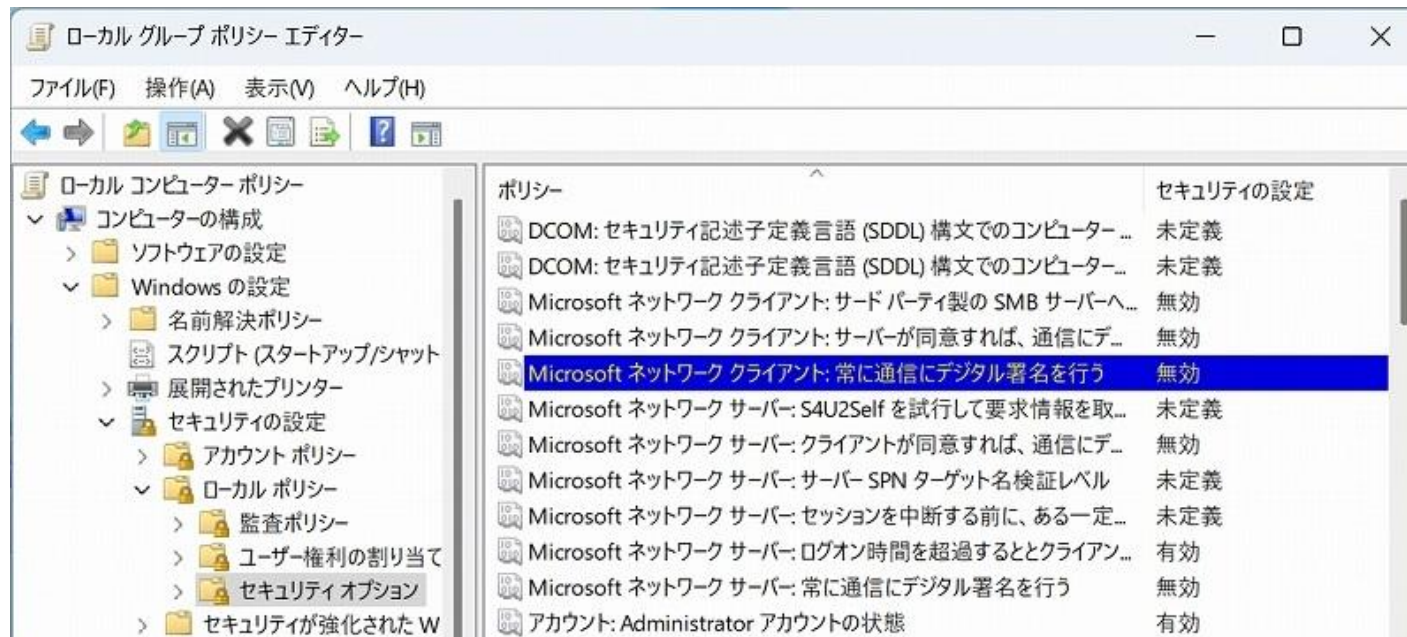 ローカル グループ ポリシー エディター
ファイル(F) 操作(A) 表示(V) ヘルプ(H)
ローカル コンピューター ポリシー
コンピューターの構成
ソフトウェアの設定
Windows の設定
名前解決ポリシー
スクリプト (スタートアップ/シャット
展開されたプリンター
セキュリティの設定
アカウント ポリシー
ローカル ポリシー
監査ポリシー
ユーザー権利の割り当て
セキュリティ オプション
セキュリティが強化された W
ポリシー セキュリティの設定
DCOM: セキュリティ記述子定義言語 (SDDL) 構文でのコンピューター ... 未定義
DCOM: セキュリティ記述子定義言語 (SDDL) 構文でのコンピューター... 未定義
Microsoft ネットワーク クライアント: サード パーティ製の SMB サーバーへ... 無効
Microsoft ネットワーク クライアント: サーバーが同意すれば、通信にデ... 無効
Microsoft ネットワーク クライアント: 常に通信にデジタル署名を行う 無効
Microsoft ネットワーク サーバー: S4U2Self を試行して要求情報を取... 未定義
Microsoft ネットワーク サーバー: クライアントが同意すれば、通信にデ... 無効
Microsoft ネットワーク サーバー: サーバー SPN ターゲット名検証レベル 未定義
Microsoft ネットワーク サーバー: セッションを中断する前に、ある一定... 未定義
Microsoft ネットワーク サーバー: ログオン時間を超過するととクライアン... 有効
Microsoft ネットワーク サーバー: 常に通信にデジタル署名を行う 無効
アカウント: Administrator アカウントの状態 有効